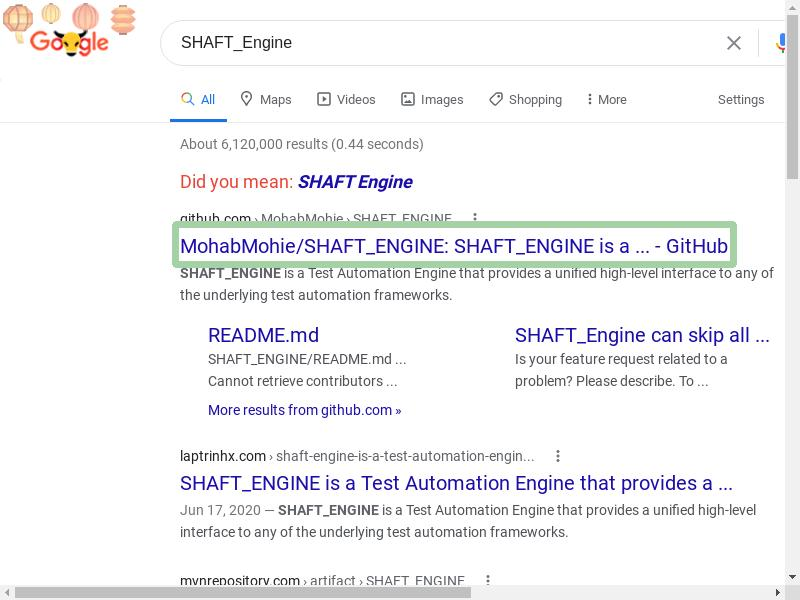 Google
SHAFT_Engine
All Maps Videos Images Shopping More Settings
About 6,120,000 results (0.44 seconds)
Did you mean: SHAFT Engine
github.com › MohabMohie › SHAFT_ENGINE
MohabMohie/SHAFT_ENGINE: SHAFT_ENGINE is a ... - GitHub
SHAFT_ENGINE is a Test Automation Engine that provides a unified high-level interface to any of
the underlying test automation frameworks.
README.md
SHAFT_ENGINE/README.md ...
Cannot retrieve contributors ...
SHAFT_Engine can skip all ...
Is your feature request related to a
problem? Please describe. To ...
More results from github.com »
laptrinhx.com › shaft-engine-is-a-test-automation-engin...
SHAFT_ENGINE is a Test Automation Engine that provides a ...
Jun 17, 2020 — SHAFT_ENGINE is a Test Automation Engine that provides a unified high-level
interface to any of the underlying test automation frameworks.
mvnrepository.com › artifact › SHAFT_ENGINE